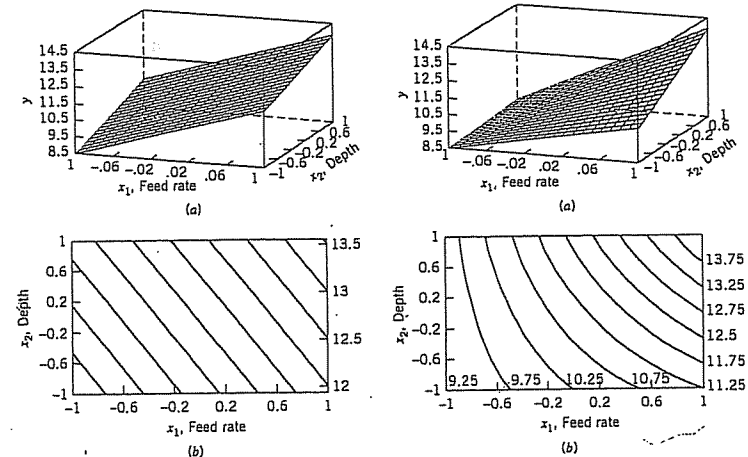 14.5
13.5
12.5
11.5
10.5
9.5
8.5
y
1 -.06 -.02 .02 .06 1
x₁, Feed rate
-1 -0.6 -0.2 0.2 0.6 1
x₂, Depth
(a)
14.5
13.5
12.5
11.5
10.5
9.5
8.5
y
1 -.06 -.02 .02 .06 1
x₁, Feed rate
-1 -0.6 -0.2 0.2 0.6 1
x₂, Depth
(a)
1
0.6
0.2
-0.2
-0.6
-1
x₂, Depth
13.5
13
12.5
12
-1 -0.6 -0.2 0.2 0.6 1
x₁, Feed rate
(b)
1
0.6
0.2
-0.2
-0.6
-1
x₂, Depth
13.75
13.25
12.5
11.75
11.25
9.25 9.75 10.25 10.75
-1 -0.6 -0.2 0.2 0.6 1
x₁, Feed rate
(b)